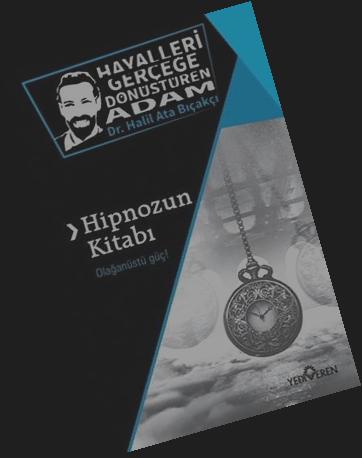 HAYALLERİ
GERÇEĞE
DÖNÜŞTÜREN
ADAM
Dr. Halil Ata Bıçakçı
Hipnozun
Kitabı
Olağanüstü güç!
YEDİVEREN